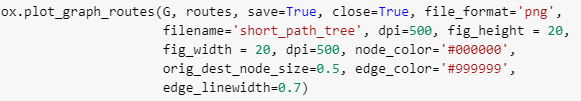 ox.plot_graph_routes(G, routes, save=True, close=True, file_format='png',
filename='short_path_tree', dpi=500, fig_height = 20,
fig_width = 20, dpi=500, node_color='#000000',
orig_dest_node_size=0.5, edge_color='#999999',
edge_linewidth=0.7)